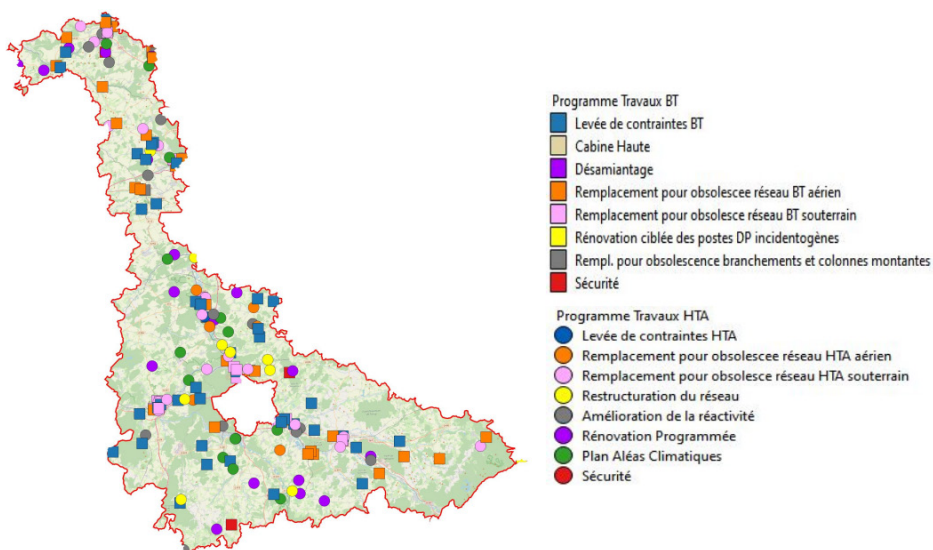 Programme Travaux BT
Levée de contraintes BT
Cabine Haute
Désamiantage
Remplacement pour obsolescee réseau BT aérien
Remplacement pour obsolesce réseau BT souterrain
Rénovation ciblée des postes DP incidentogènes
Rempl. pour obsolescence branchements et colonnes montantes
Sécurité
Programme Travaux HTA
Levée de contraintes HTA
Remplacement pour obsolescee réseau HTA aérien
Remplacement pour obsolesce réseau HTA souterrain
Restructuration du réseau
Amélioration de la réactivité
Rénovation Programmée
Plan Aléas Climatiques
Sécurité